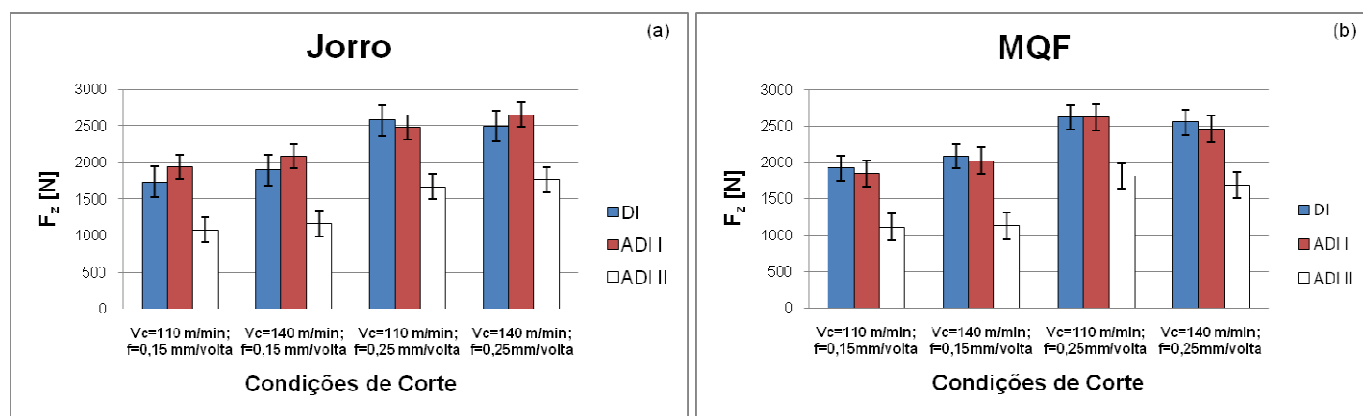 (a)
Jorro
3000
2500
2000
1500
1000
500
0
Fz [N]
Vc=110 m/min; Vc=140 m/min; Vc=110 m/min; Vc=140 m/min;
f=0,15 mm/volta f=0.15 mm/volta f=0,25 mm/volta f=0,25mm/volta
Condições de Corte
DI
ADI I
ADI II
(b)
MQF
3000
2500
2000
1500
1000
500
0
Fz [N]
Vc=110 m/min; Vc=140 m/min; Vc=110 m/min; Vc=140 m/min;
f=0,15mm/volta f=0,15mm/volta f=0,25mm/volta f=0,25mm/volta
Condições de Corte
DI
ADI I
ADI II